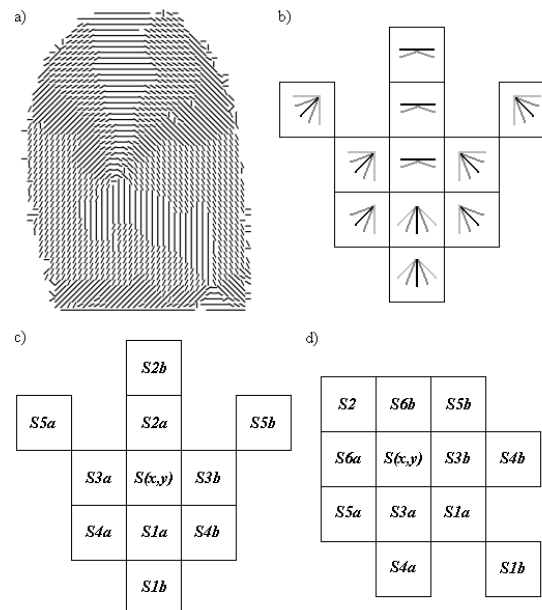 a)
b)
c)
S2b
S5a S2a S5b
S3a S(x,y) S3b
S4a S1a S4b
S1b
d)
S2 S6b S5b
S6a S(x,y) S3b S4b
S5a S3a S1a
S4a S1b